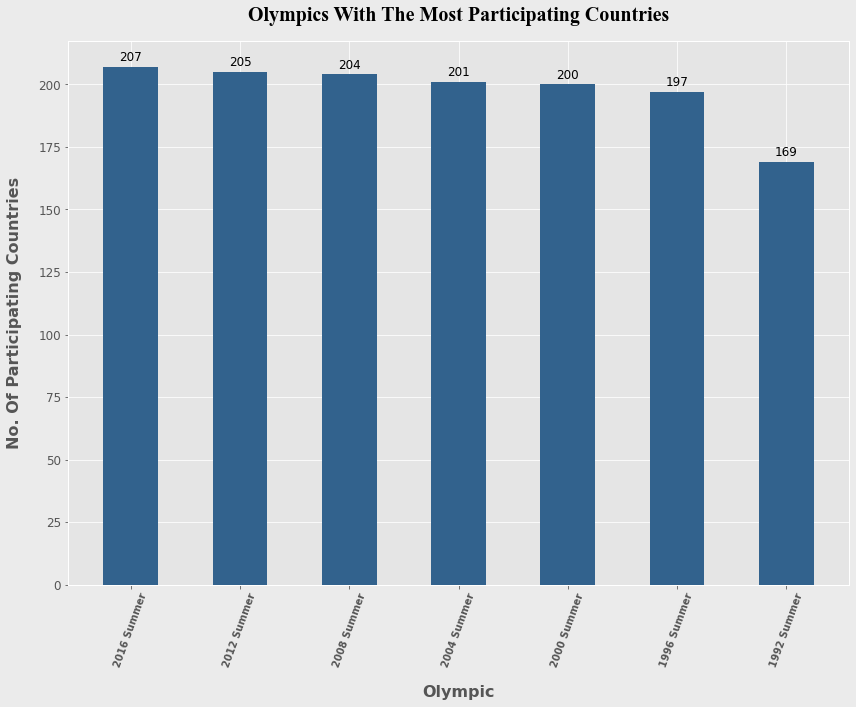 Olympics With The Most Participating Countries
207
205
204
201
200
197
169
200
175
150
125
100
75
50
25
0
No. Of Participating Countries
2016 Summer
2012 Summer
2008 Summer
2004 Summer
2000 Summer
1996 Summer
1992 Summer
Olympic